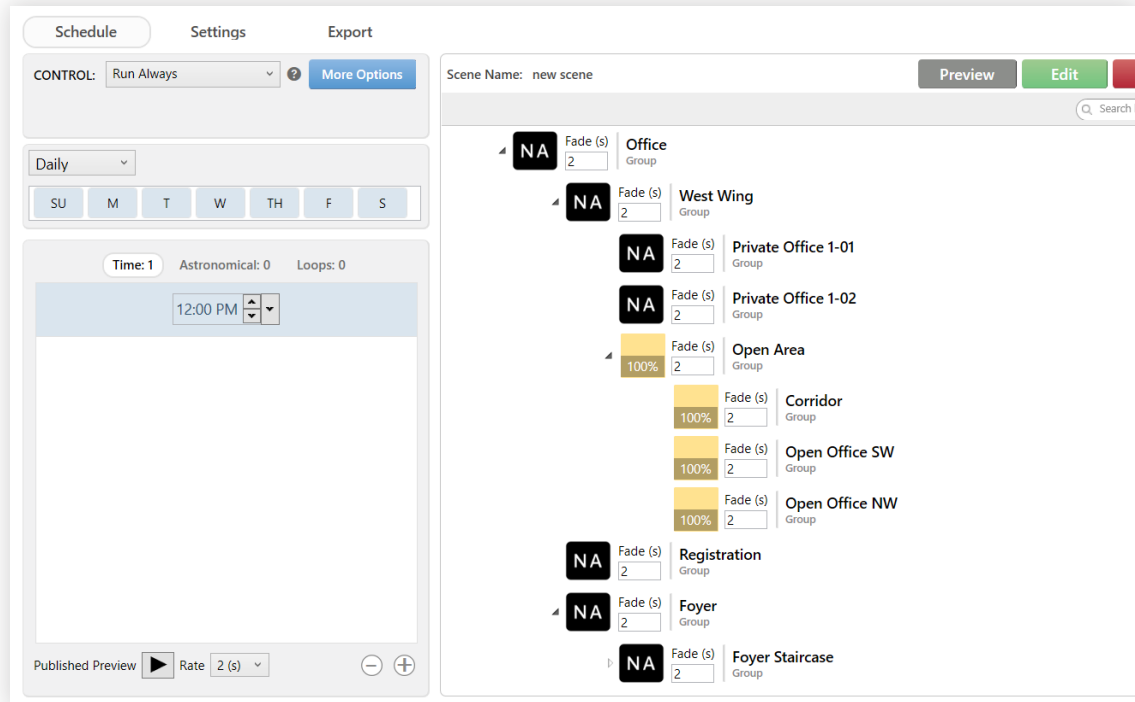 Schedule Settings Export
CONTROL: Run Always ? More Options
Daily
SU M T W TH F S
Time: 1 Astronomical: 0 Loops: 0
12:00 PM
Published Preview Rate 2 (s)
Scene Name: new scene Preview Edit
Search
NA Fade (s) 2 Office
Group
NA Fade (s) 2 West Wing
Group
NA Fade (s) 2 Private Office 1-01
Group
NA Fade (s) 2 Private Office 1-02
Group
100% Fade (s) 2 Open Area
Group
100% Fade (s) 2 Corridor
Group
100% Fade (s) 2 Open Office SW
Group
100% Fade (s) 2 Open Office NW
Group
NA Fade (s) 2 Registration
Group
NA Fade (s) 2 Foyer
Group
NA Fade (s) 2 Foyer Staircase
Group